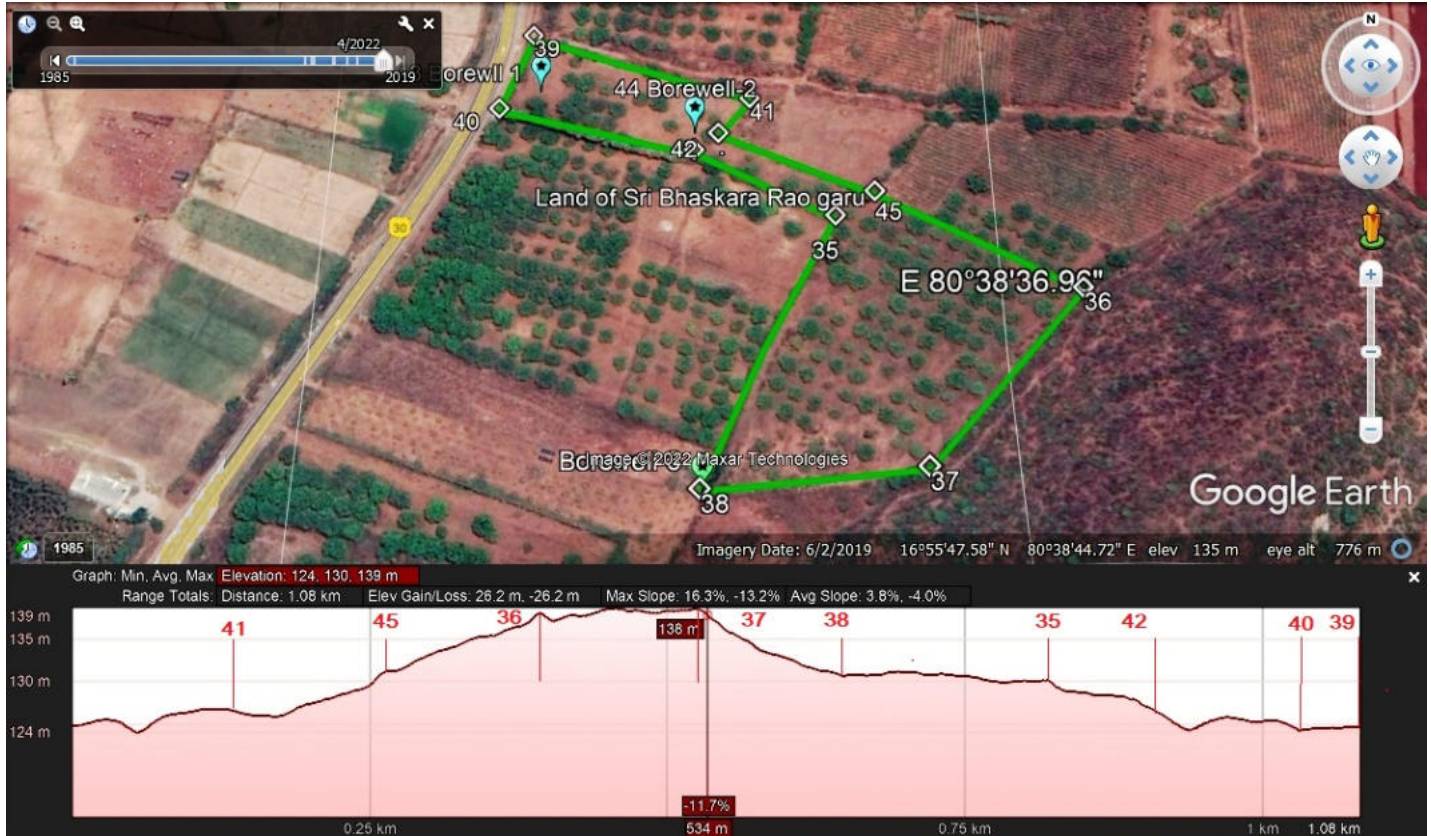 4/2022
1985
2019
N
39
Borewll 1
44 Borewell-2
41
40
42
Land of Sri Bhaskara Rao garu
45
30
35
E 80°38'36.96"
36
Image © 2022 Maxar Technologies
37
38
Google Earth
1985
Imagery Date: 6/2/2019 16°55'47.58" N 80°38'44.72" E elev 135 m eye alt 776 m
Graph: Min, Avg, Max Elevation: 124, 130, 139 m
Range Totals: Distance: 1.08 km Elev Gain/Loss: 26.2 m, -26.2 m Max Slope: 16.3%, -13.2% Avg Slope: 3.8%, -4.0%
139 m
41 45 36 138 m 37 38 35 42 40 39
135 m
130 m
124 m
-11.7%
0.25 km 534 m 0.75 km 1 km 1.08 km